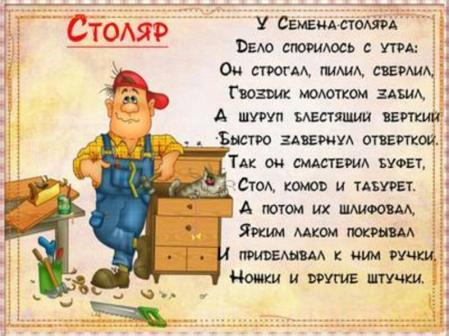 Столяр
У Семена-столяра
Дело спорилось с утра:
Он строгал, пилил, сверлил,
Гвоздик молотком забил,
А шуруп блестящий верткий
Быстро завернул отверткой.
Так он смастерил буфет,
Стол, комод и табурет.
А потом их шлифовал,
Ярким лаком покрывал
И приделывал к ним ручки,
Ножки и другие штучки.